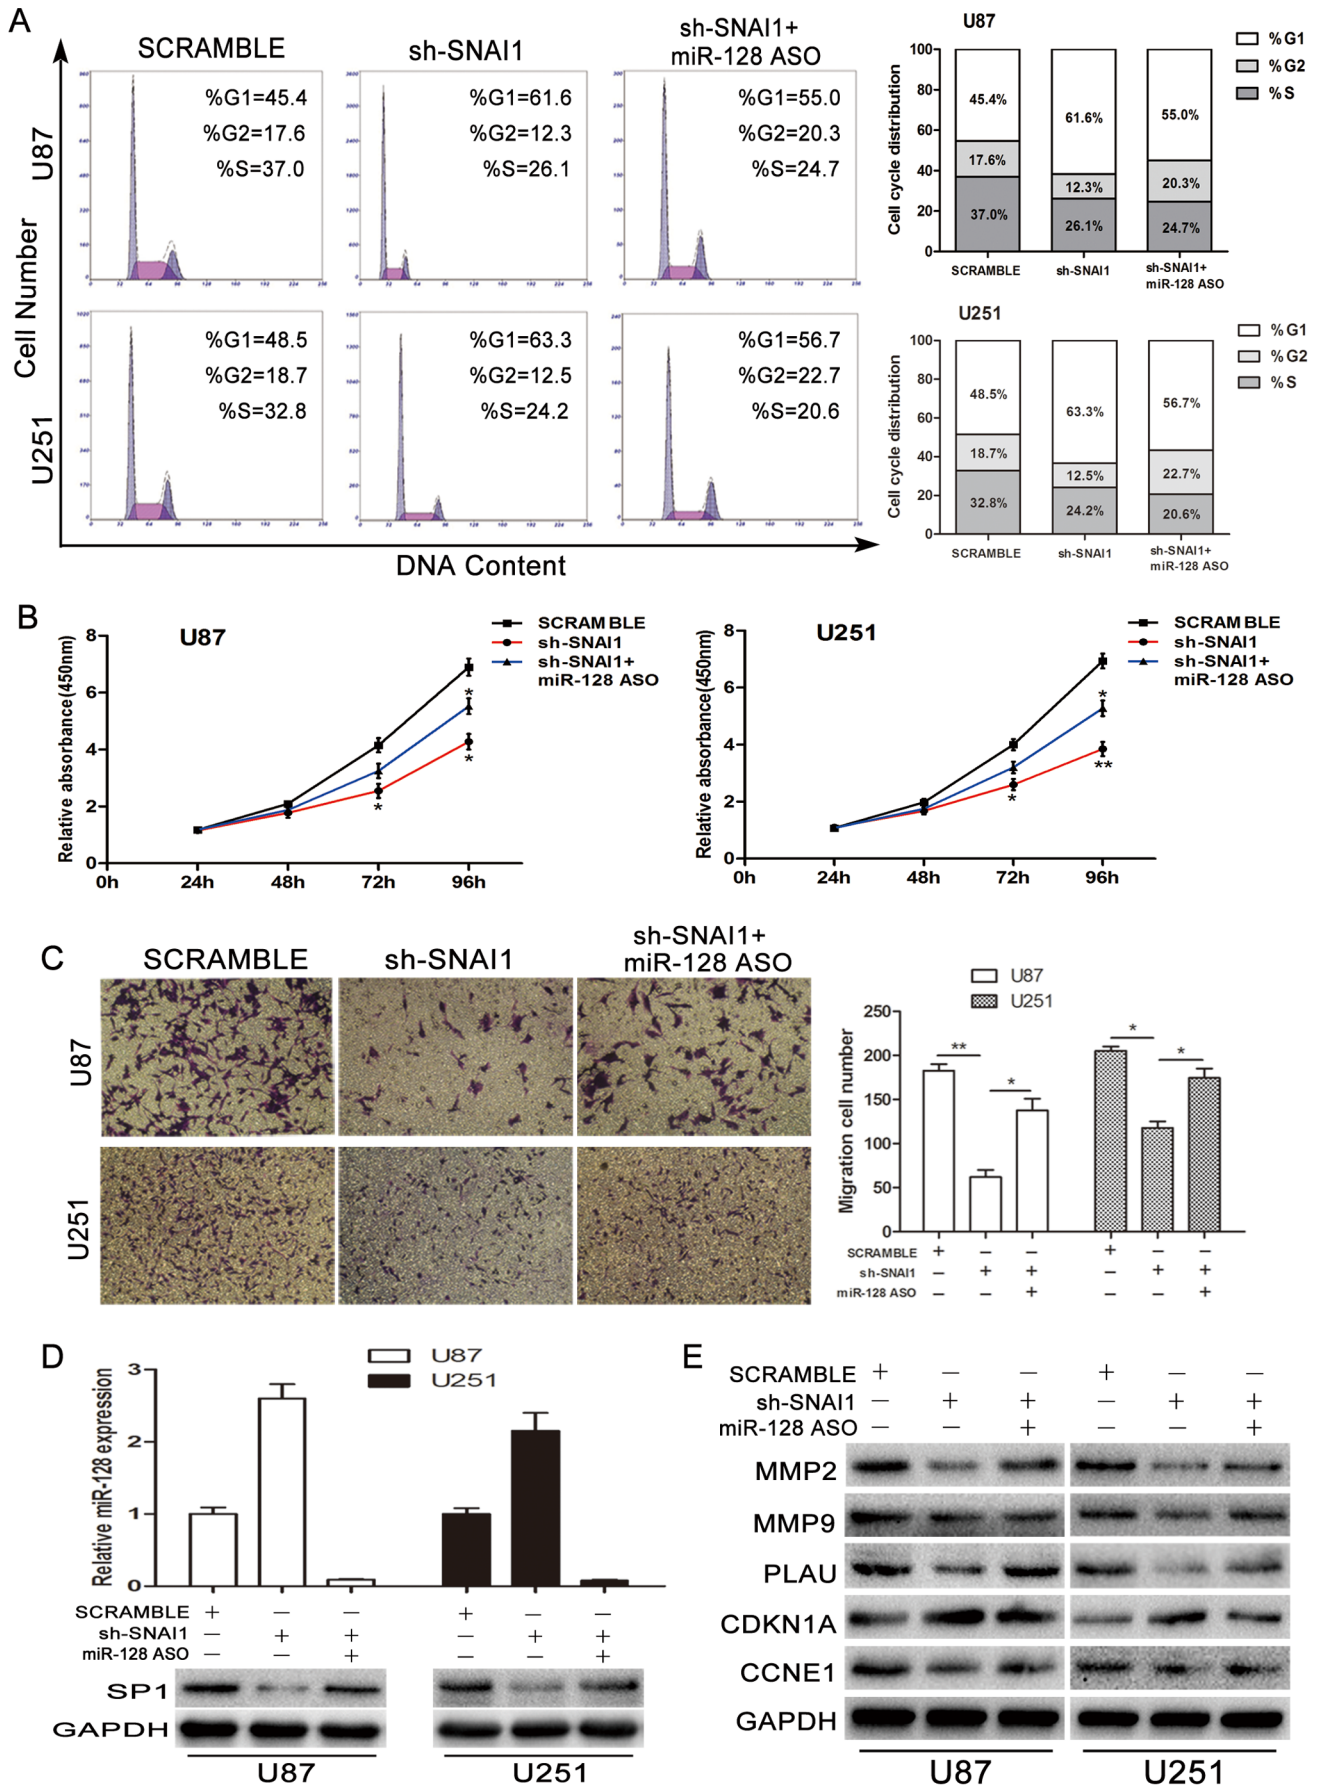 A
SCRAMBLE
sh-SNAI1
sh-SNAI1+
miR-128 ASO
U87
%G1=45.4
%G2=17.6
%S=37.0
%G1=61.6
%G2=12.3
%S=26.1
%G1=55.0
%G2=20.3
%S=24.7
U251
%G1=48.5
%G2=18.7
%S=32.8
%G1=63.3
%G2=12.5
%S=24.2
%G1=56.7
%G2=22.7
%S=20.6
Cell Number
DNA Content
U87
%G1
%G2
%S
Cell cycle distribution
100
80
60
40
20
0
45.4%
17.6%
37.0%
61.6%
12.3%
26.1%
55.0%
20.3%
24.7%
SCRAMBLE
sh-SNAI1
sh-SNAI1+
miR-128 ASO
U251
%G1
%G2
%S
Cell cycle distribution
100
80
60
40
20
0
48.5%
18.7%
32.8%
63.3%
12.5%
24.2%
56.7%
22.7%
20.6%
SCRAMBLE
sh-SNAI1
sh-SNAI1+
miR-128 ASO
B
U87
SCRAMBLE
sh-SNAI1
sh-SNAI1+
miR-128 ASO
Relative absorbance(450nm)
8
6
4
2
0
0h 24h 48h 72h 96h
*
*
*
U251
SCRAMBLE
sh-SNAI1
sh-SNAI1+
miR-128 ASO
Relative absorbance(450nm)
8
6
4
2
0
0h 24h 48h 72h 96h
*
**
*
C
SCRAMBLE
sh-SNAI1
sh-SNAI1+
miR-128 ASO
U87
U251
U87
U251
Migration cell number
250
200
150
100
50
0
**
*
*
*
SCRAMBLE + − − + − −
sh-SNAI1 − + + − + +
miR-128 ASO − − + − − +
D
U87
U251
Relative miR-128 expression
3
2
1
0
SCRAMBLE + − − + − −
sh-SNAI1 − + + − + +
miR-128 ASO − − + − − +
SP1
GAPDH
U87 U251
E
SCRAMBLE + − − + − −
sh-SNAI1 − + + − + +
miR-128 ASO − − + − − +
MMP2
MMP9
PLAU
CDKN1A
CCNE1
GAPDH
U87 U251